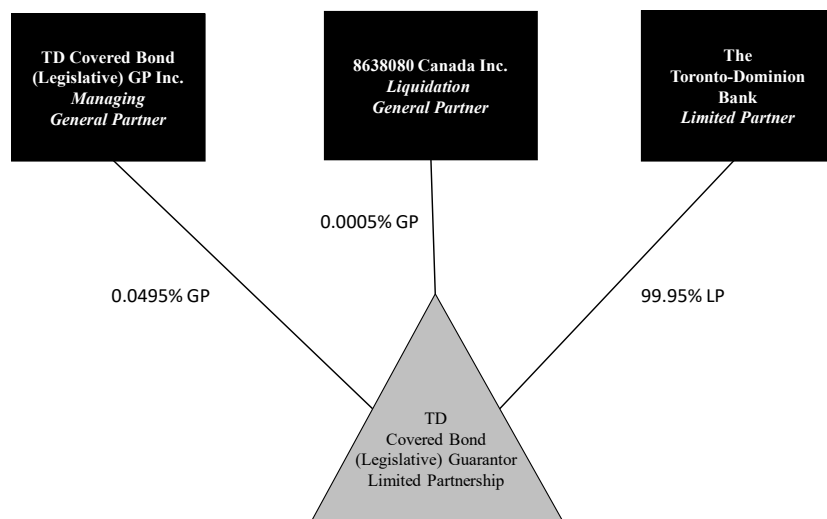 TD Covered Bond
(Legislative) GP Inc.
Managing
General Partner
8638080 Canada Inc.
Liquidation
General Partner
The
Toronto-Dominion
Bank
Limited Partner
0.0005% GP
0.0495% GP
99.95% LP
TD
Covered Bond
(Legislative) Guarantor
Limited Partnership